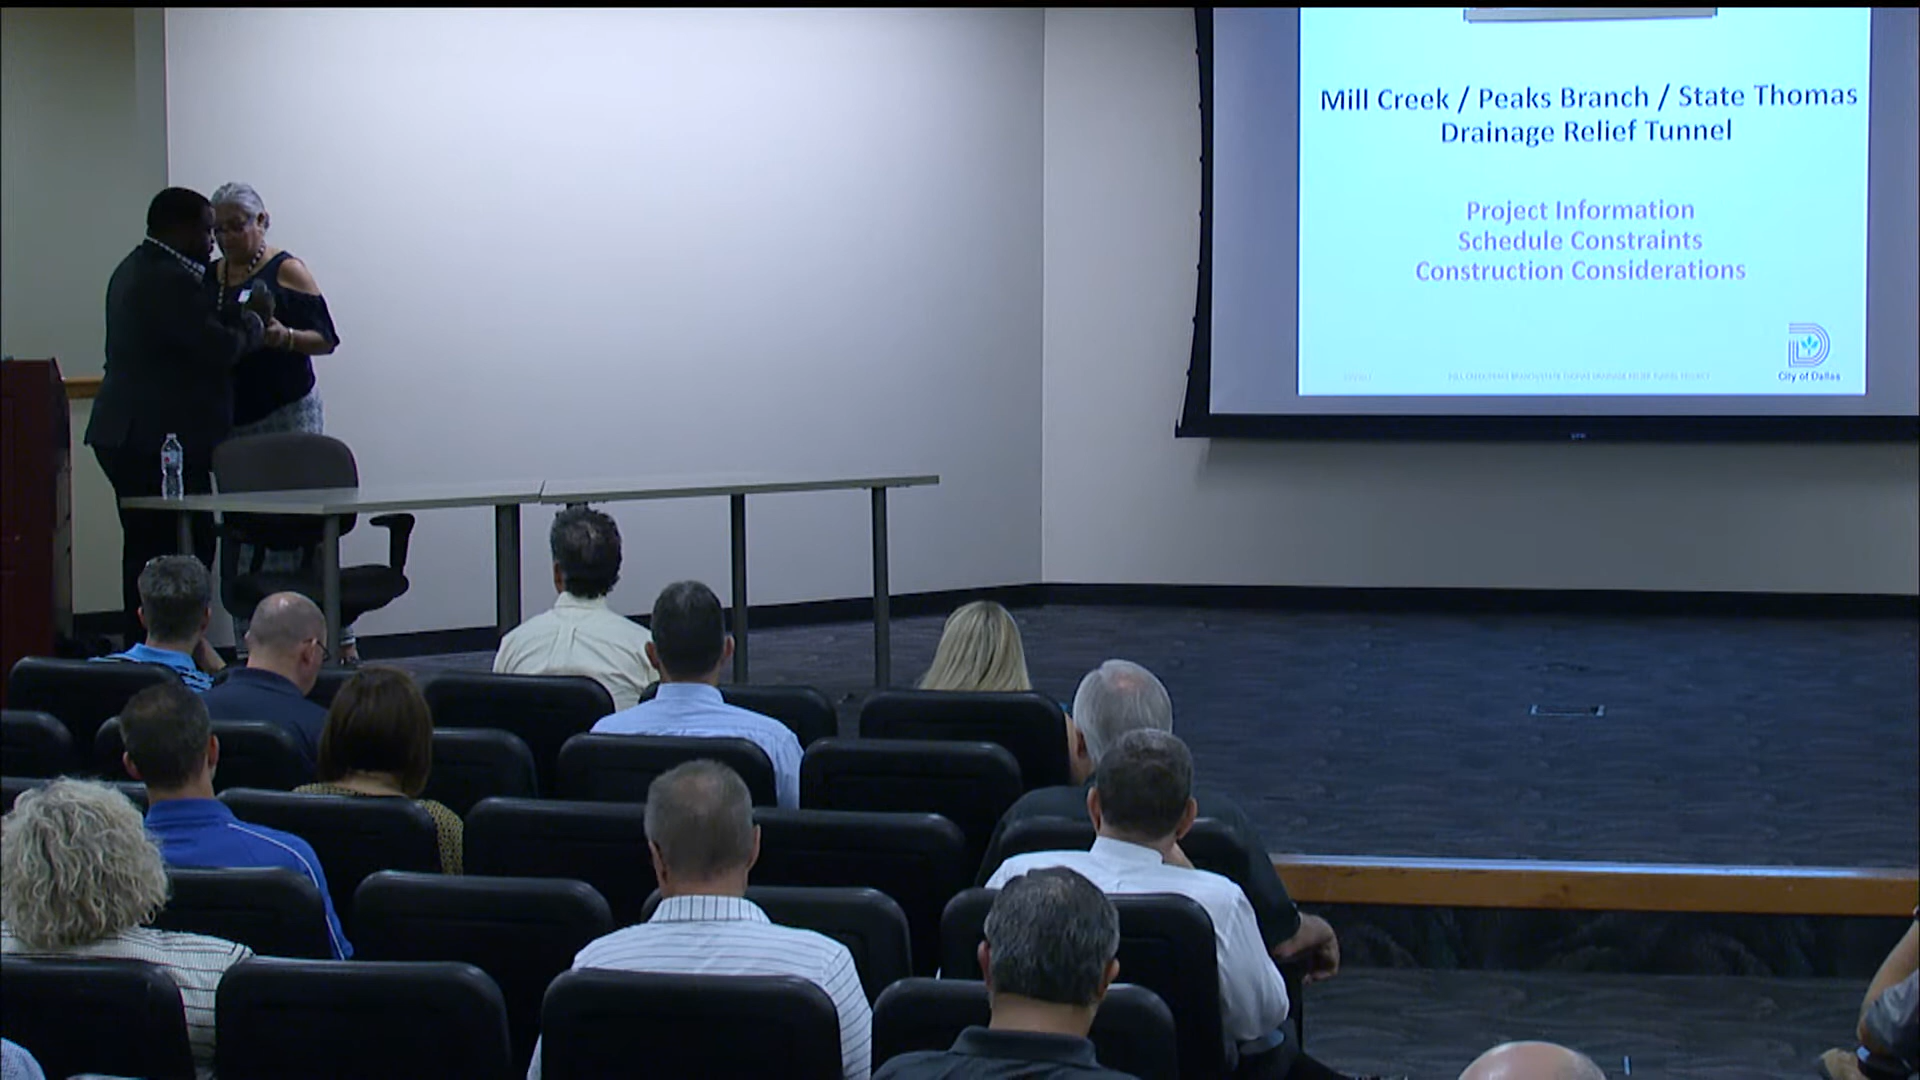 Mill Creek / Peaks Branch / State Thomas
Drainage Relief Tunnel
Project Information
Schedule Constraints
Construction Considerations
City of Dallas